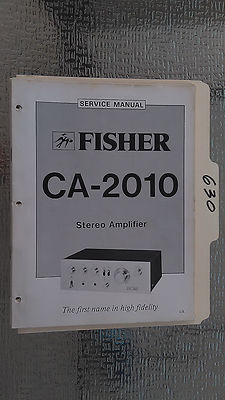 SERVICE MANUAL
FISHER
CA-2010
Stereo Amplifier
The first name in high fidelity
630